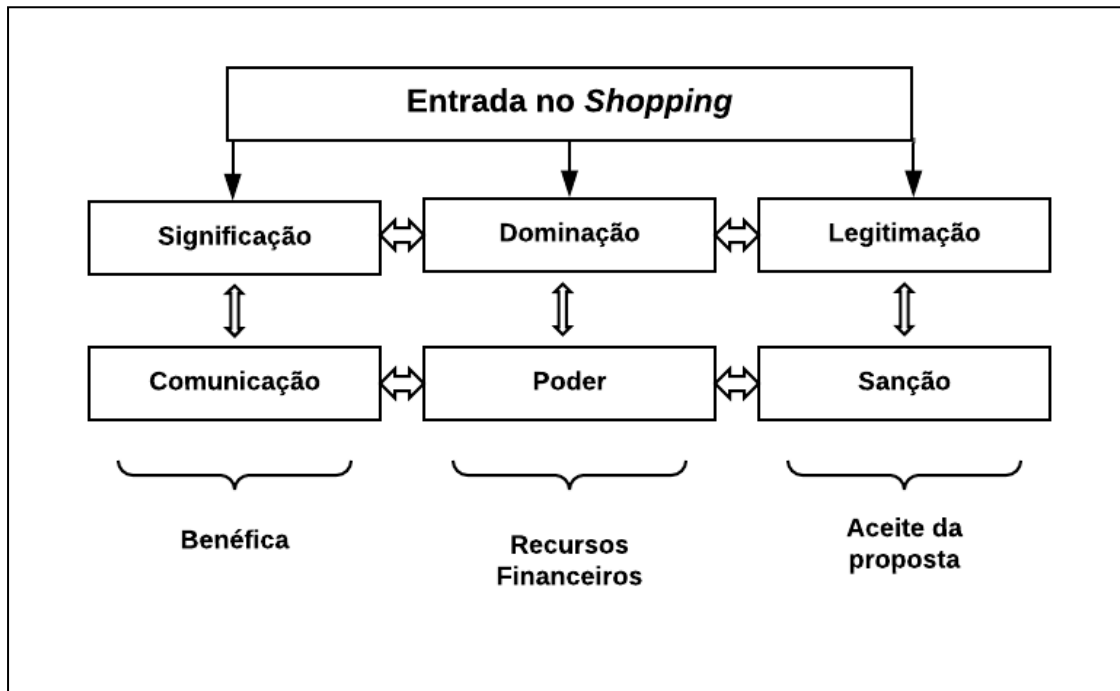 Entrada no Shopping
Significação
Dominação
Legitimação
Comunicação
Poder
Sanção
Benéfica
Recursos
Financeiros
Aceite da
proposta